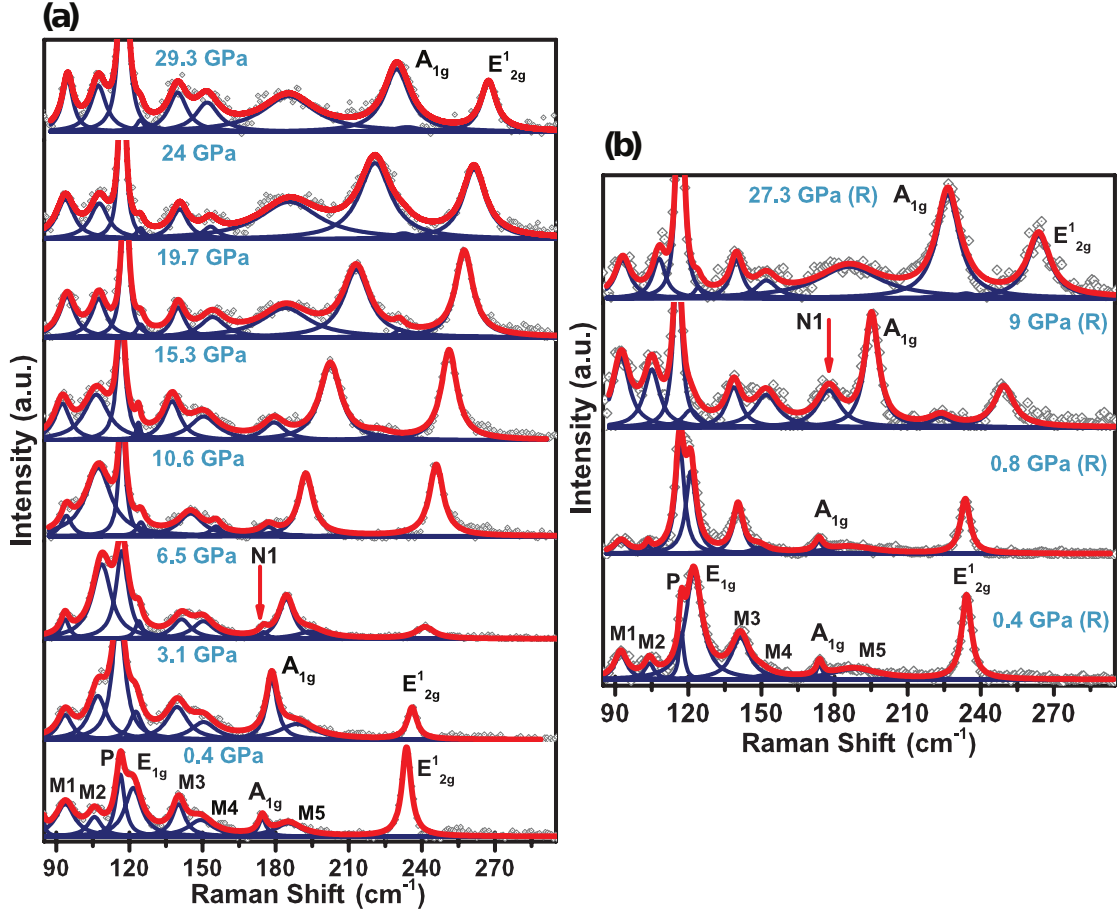 (a)
29.3 GPa
A1g
E12g
24 GPa
19.7 GPa
15.3 GPa
10.6 GPa
N1
6.5 GPa
3.1 GPa
A1g
E12g
0.4 GPa
P
E1g
M1
M2
M3
M4
A1g
M5
E12g
90 120 150 180 210 240 270
Raman Shift (cm-1)
Intensity (a.u.)
(b)
27.3 GPa (R)
A1g
E12g
N1
9 GPa (R)
A1g
0.8 GPa (R)
A1g
P
E1g
E12g
0.4 GPa (R)
M1
M2
M3
M4
A1g
M5
90 120 150 180 210 240 270
Raman Shift (cm-1)
Intensity (a.u.)